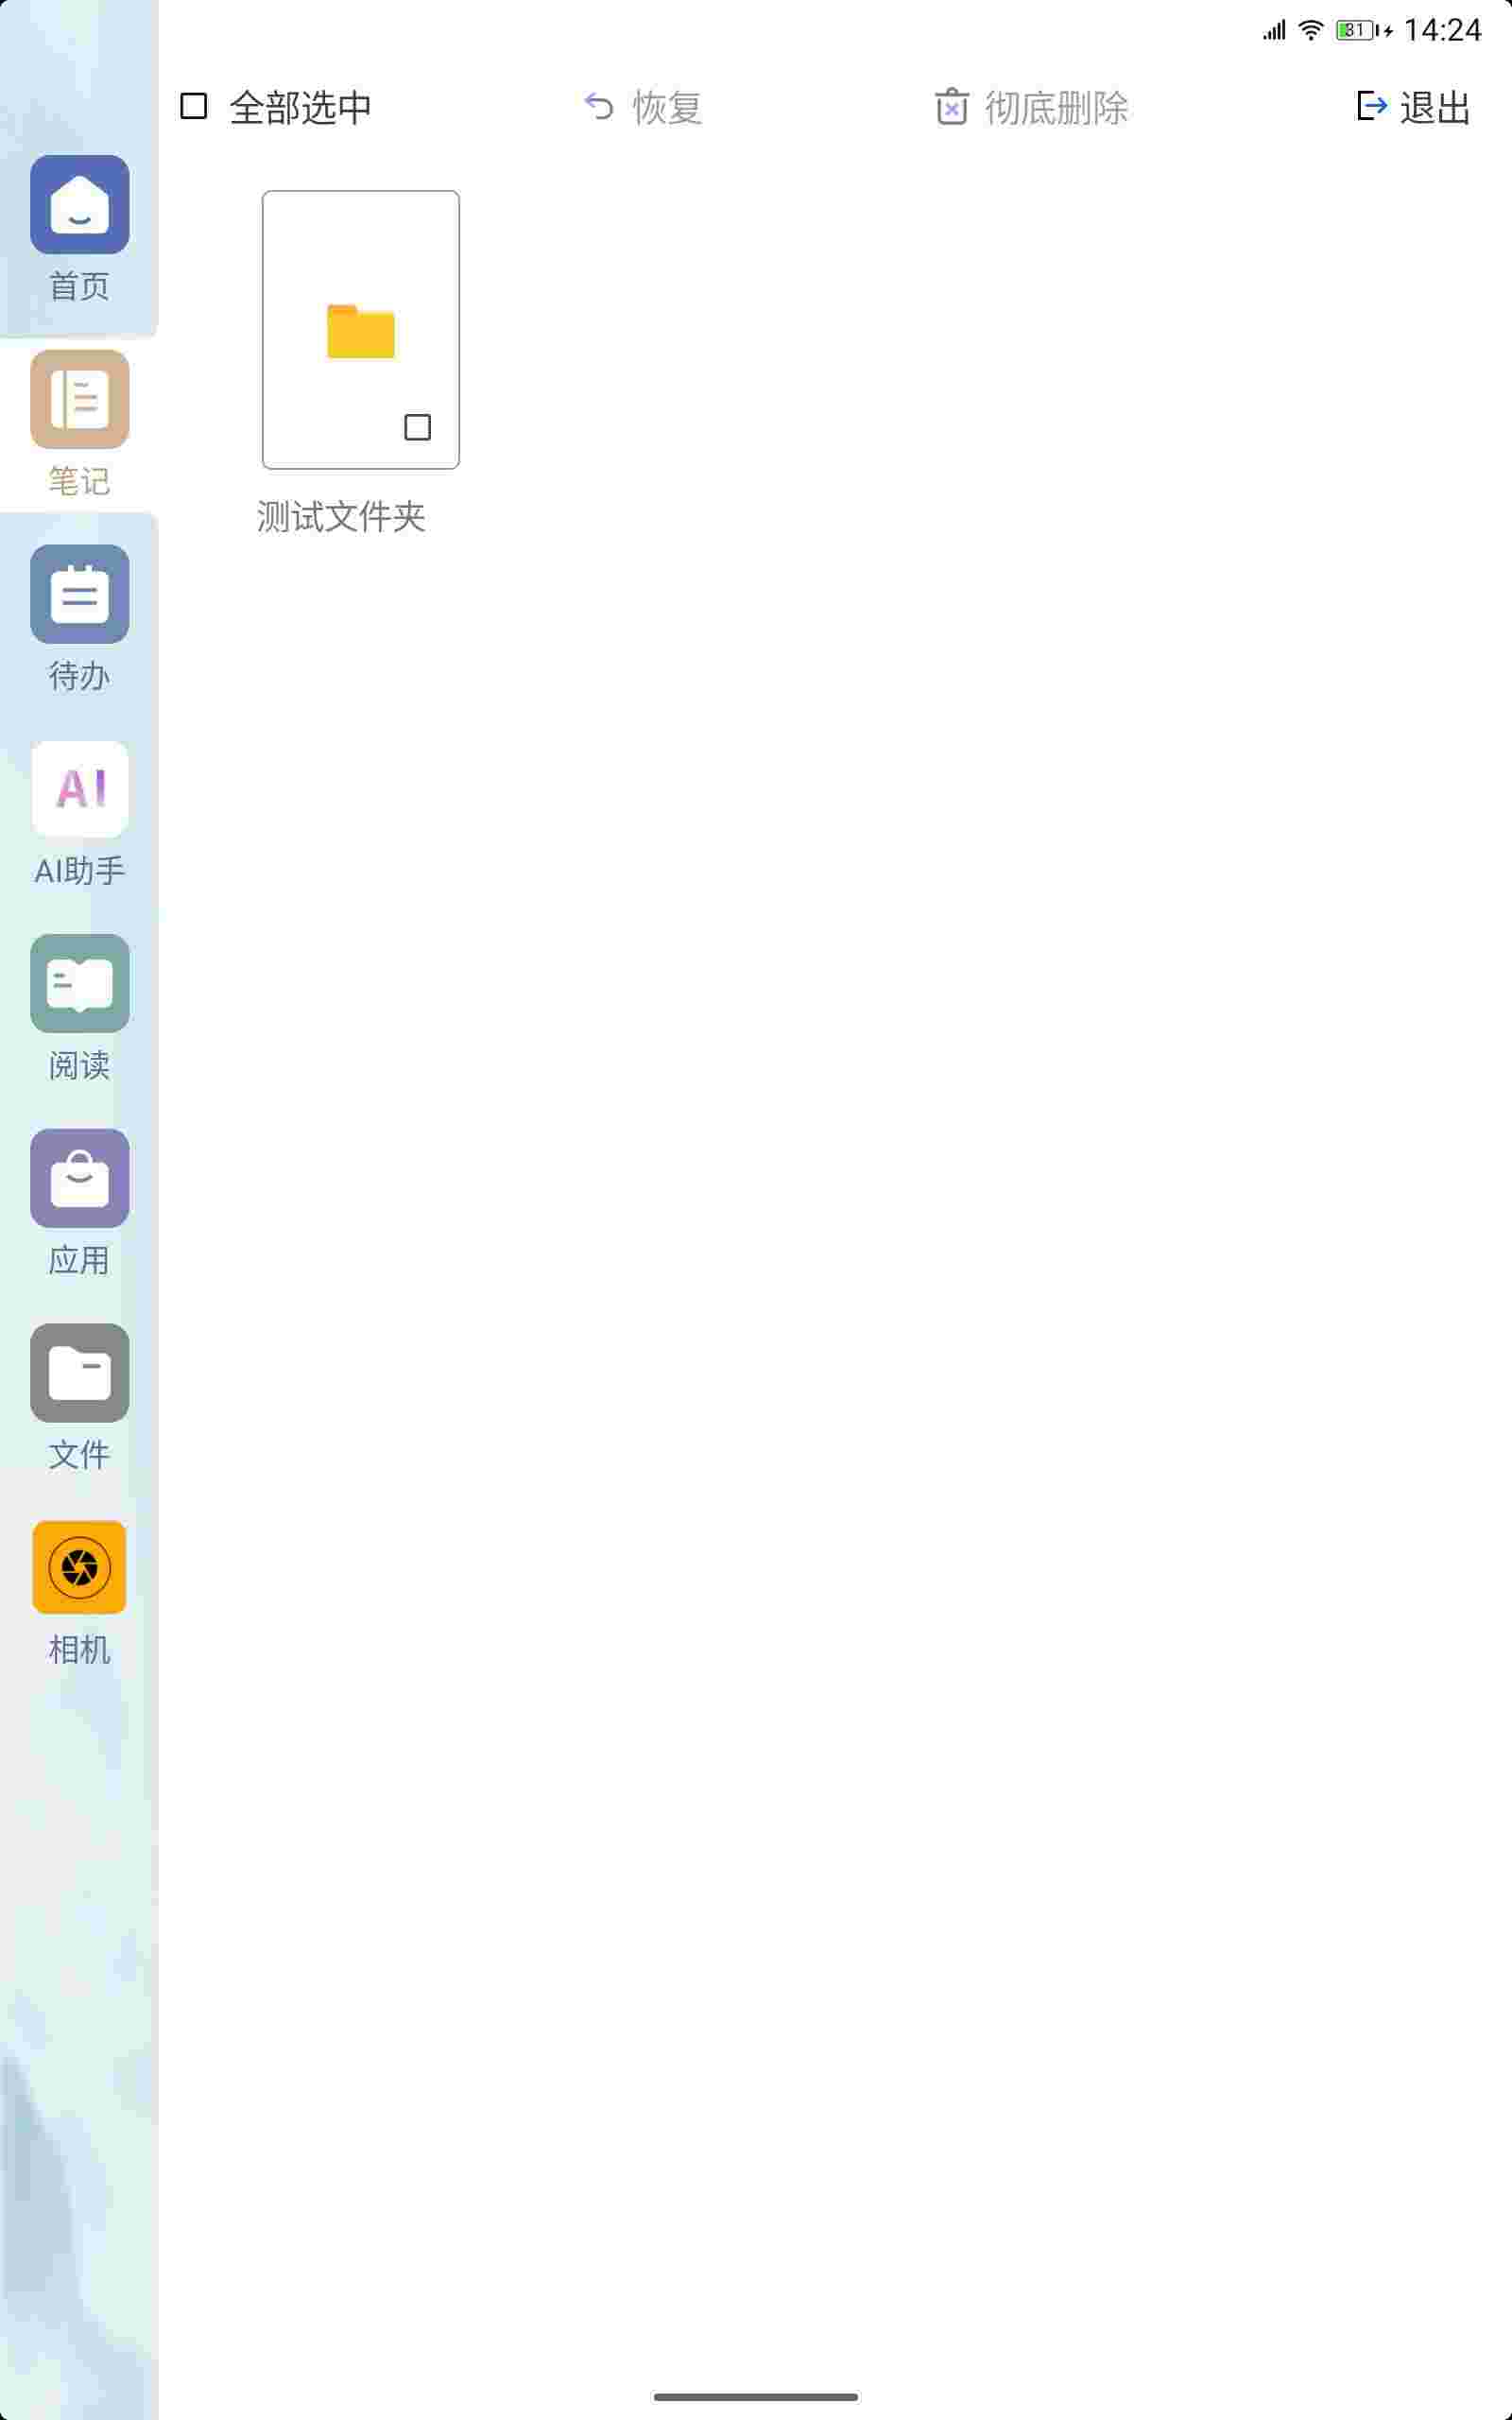 31 14:24
全部选中 恢复 彻底删除 退出
首页
笔记
测试文件夹
待办
AI
AI助手
阅读
应用
文件
相机